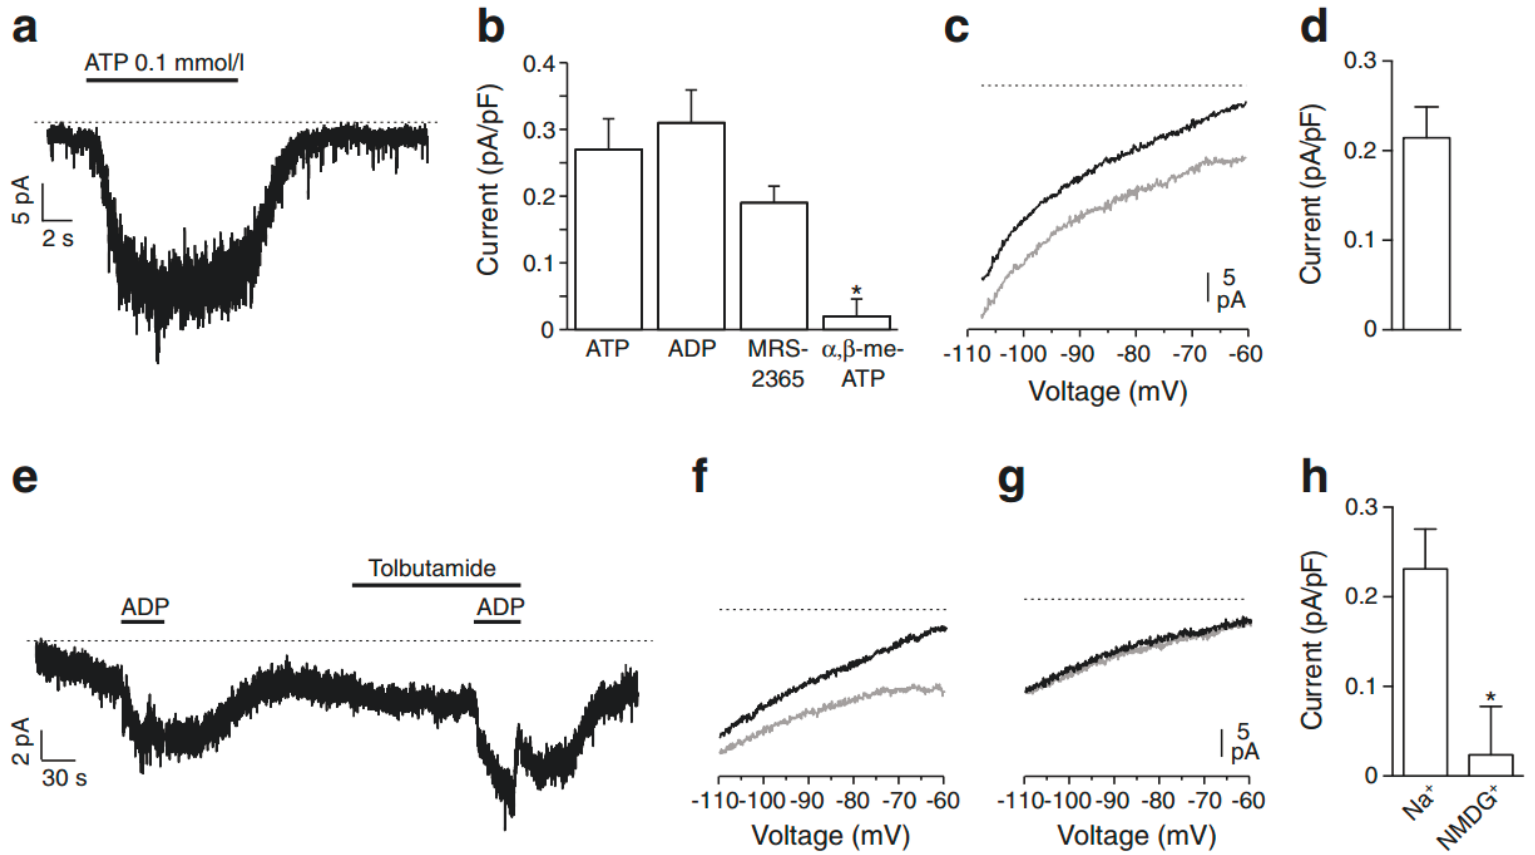 a
ATP 0.1 mmol/l
5 pA
2 s
b
Current (pA/pF)
0.4
0.3
0.2
0.1
0
*
ATP
ADP
MRS-
2365
α,β-me-
ATP
c
5
pA
-110 -100 -90 -80 -70 -60
Voltage (mV)
d
Current (pA/pF)
0.3
0.2
0.1
0
e
Tolbutamide
ADP
ADP
2 pA
30 s
f
-110 -100 -90 -80 -70 -60
Voltage (mV)
g
5
pA
-110 -100 -90 -80 -70 -60
Voltage (mV)
h
Current (pA/pF)
0.3
0.2
0.1
0
*
Na⁺
NMDG⁺